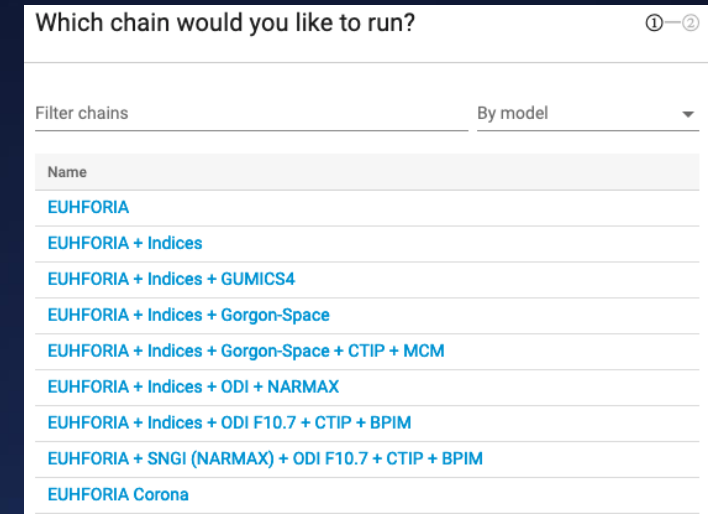 Which chain would you like to run?
①—②
Filter chains
By model
Name
EUHFORIA
EUHFORIA + Indices
EUHFORIA + Indices + GUMICS4
EUHFORIA + Indices + Gorgon-Space
EUHFORIA + Indices + Gorgon-Space + CTIP + MCM
EUHFORIA + Indices + ODI + NARMAX
EUHFORIA + Indices + ODI F10.7 + CTIP + BPIM
EUHFORIA + SNGI (NARMAX) + ODI F10.7 + CTIP + BPIM
EUHFORIA Corona